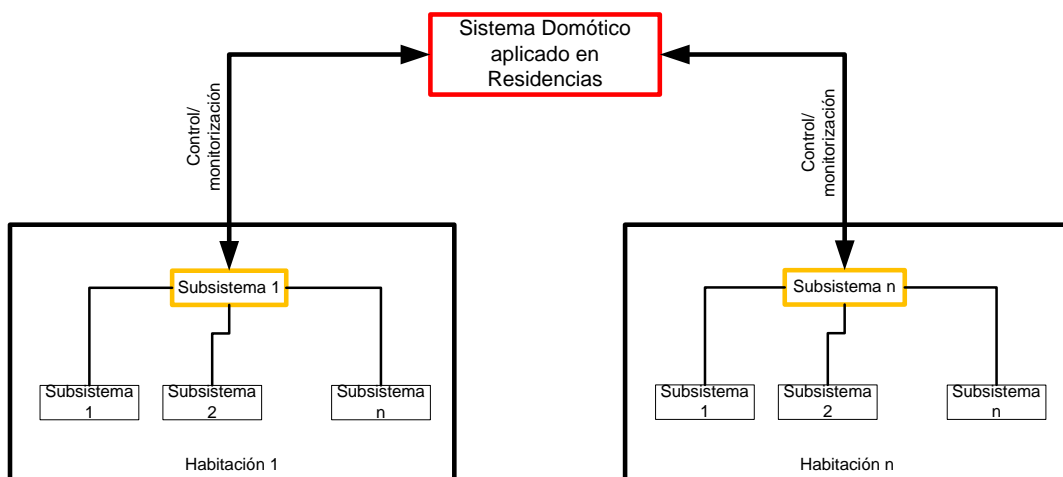 Sistema Domótico
aplicado en
Residencias
Control/
monitorización
Control/
monitorización
Subsistema 1
Subsistema
1
Subsistema
2
Subsistema
n
Habitación 1
Subsistema n
Subsistema
1
Subsistema
2
Subsistema
n
Habitación n